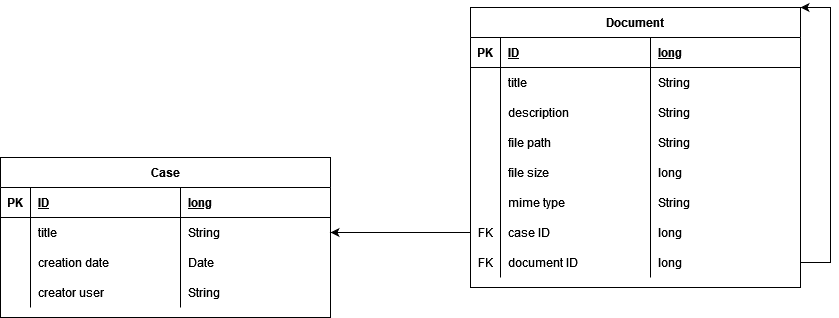 Document
PK ID long
title String
description String
file path String
file size long
mime type String
FK case ID long
FK document ID long
Case
PK ID long
title String
creation date Date
creator user String